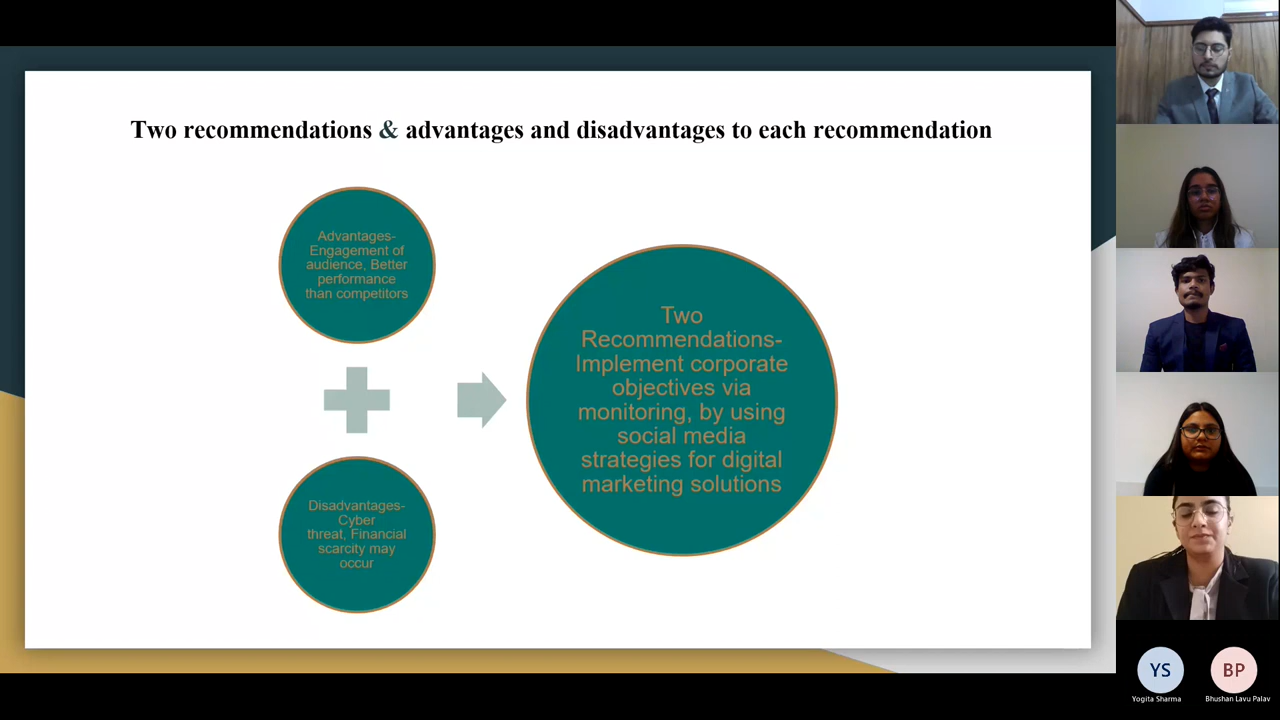 Two recommendations & advantages and disadvantages to each recommendation
Advantages-
Engagement of
audience, Better
performance
than competitors
Disadvantages-
Cyber
threat, Financial
scarcity may
occur
Two
Recommendations-
Implement corporate
objectives via
monitoring, by using
social media
strategies for digital
marketing solutions
YS
Yogita Sharma
BP
Bhushan Lavu Palav